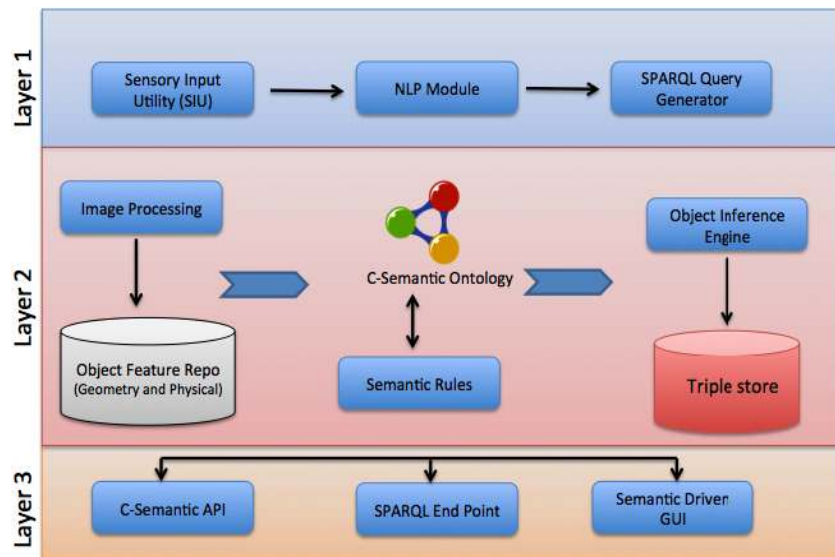 Layer 1
Sensory Input
Utility (SIU)
NLP Module
SPARQL Query
Generator
Layer 2
Image Processing
Object Feature Repo
(Geometry and Physical)
C-Semantic Ontology
Semantic Rules
Object Inference
Engine
Triple store
Layer 3
C-Semantic API
SPARQL End Point
Semantic Driven
GUI